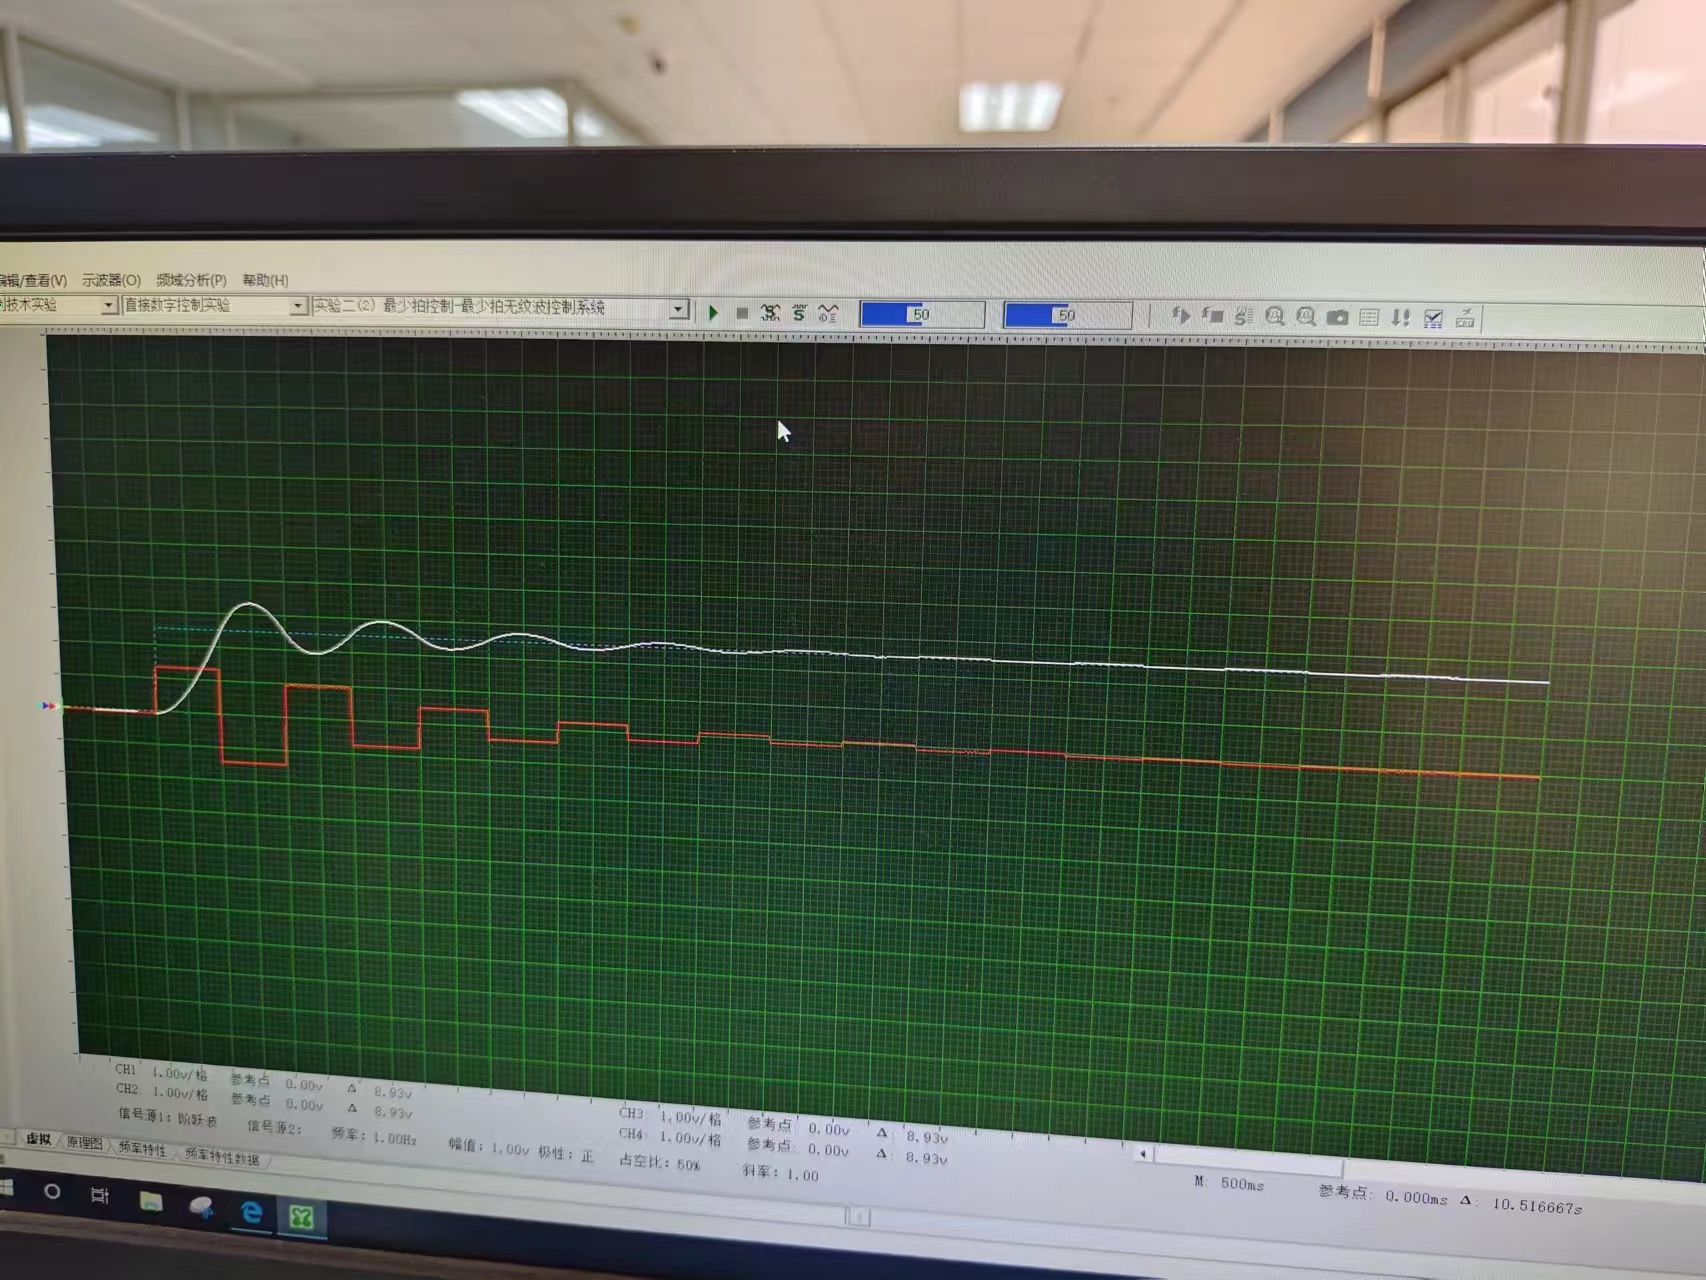 编辑/查看(V) 示波器(O) 频域分析(P) 帮助(H)
制技术实验 直接数字控制实验 实验二(2) 最少拍控制-最少拍无纹波控制系统 50 50
CH1 1.00v/格 参考点 0.00v Δ 8.93v
CH2: 1.00v/格 参考点 0.00v Δ 8.93v
CH3: 1.00v/格 参考点 0.00v Δ: 8.93v
CH4: 1.00v/格 参考点: 0.00v Δ: 8.93v
信号源1: 阶跃波 信号源2: 频率: 1.00Hz 幅值: 1.00v 极性: 正 占空比: 50% 斜率: 1.00
M: 500ms 参考点: 0.000ms Δ: 10.516667s
虚拟 原理图 频率特性 频率特性数据